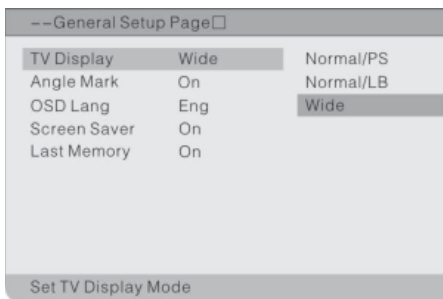 --General Setup Page□
TV Display Wide Normal/PS
Angle Mark On Normal/LB
OSD Lang Eng Wide
Screen Saver On
Last Memory On
Set TV Display Mode